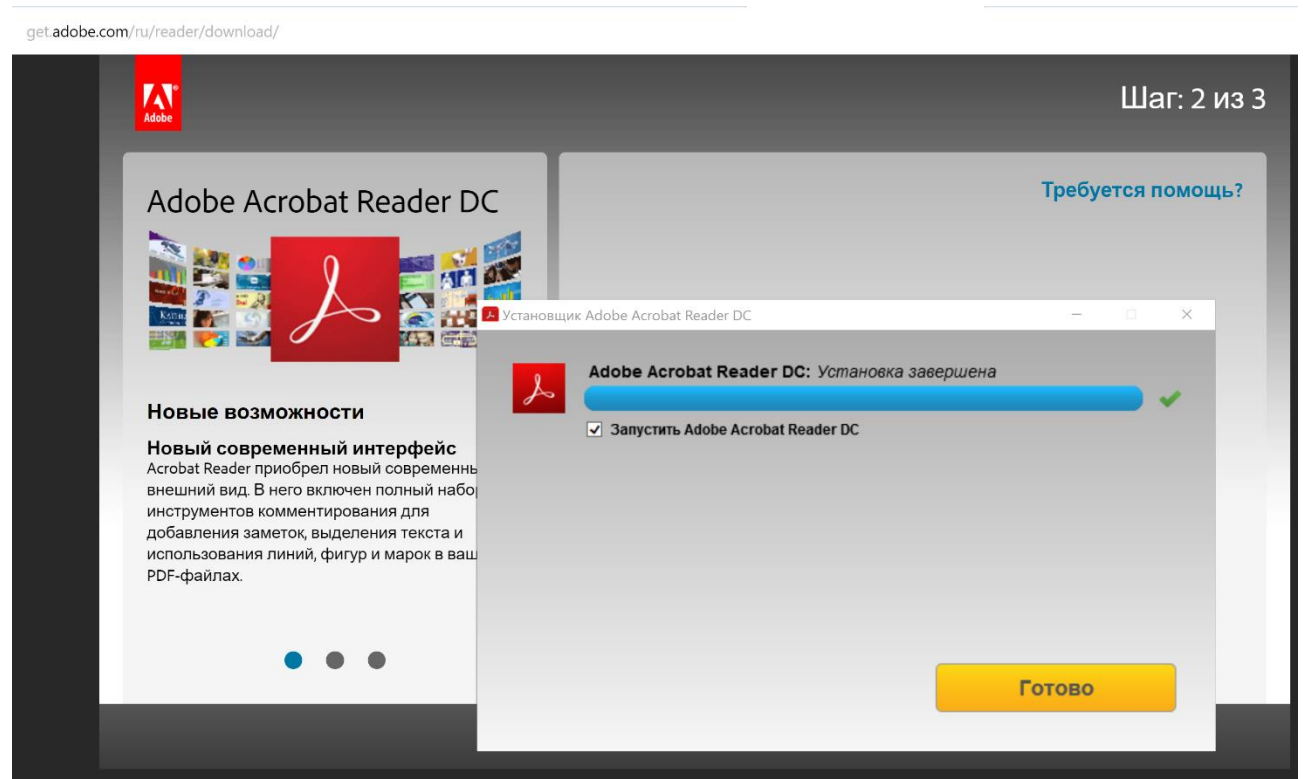 get.adobe.com/ru/reader/download/
Adobe
Шаг: 2 из 3
Adobe Acrobat Reader DC
Требуется помощь?
Новые возможности
Новый современный интерфейс
Acrobat Reader приобрел новый современны
внешний вид. В него включен полный набо
инструментов комментирования для
добавления заметок, выделения текста и
использования линий, фигур и марок в ваш
PDF-файлах.
Установщик Adobe Acrobat Reader DC
Adobe Acrobat Reader DC: Установка завершена
Запустить Adobe Acrobat Reader DC
Готово